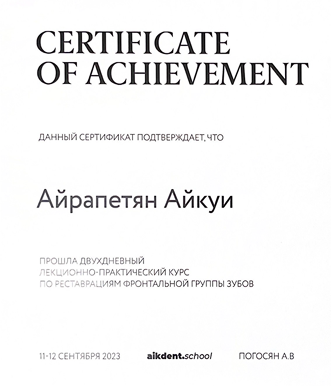 CERTIFICATE
OF ACHIEVEMENT
ДАННЫЙ СЕРТИФИКАТ ПОДТВЕРЖДАЕТ, ЧТО
Айрапетян Айкуи
ПРОШЛА ДВУХДНЕВНЫЙ
ЛЕКЦИОННО-ПРАКТИЧЕСКИЙ КУРС
ПО РЕСТАВРАЦИЯМ ФРОНТАЛЬНОЙ ГРУППЫ ЗУБОВ
11-12 СЕНТЯБРЯ 2023 aikdent.school ПОГОСЯН А.В